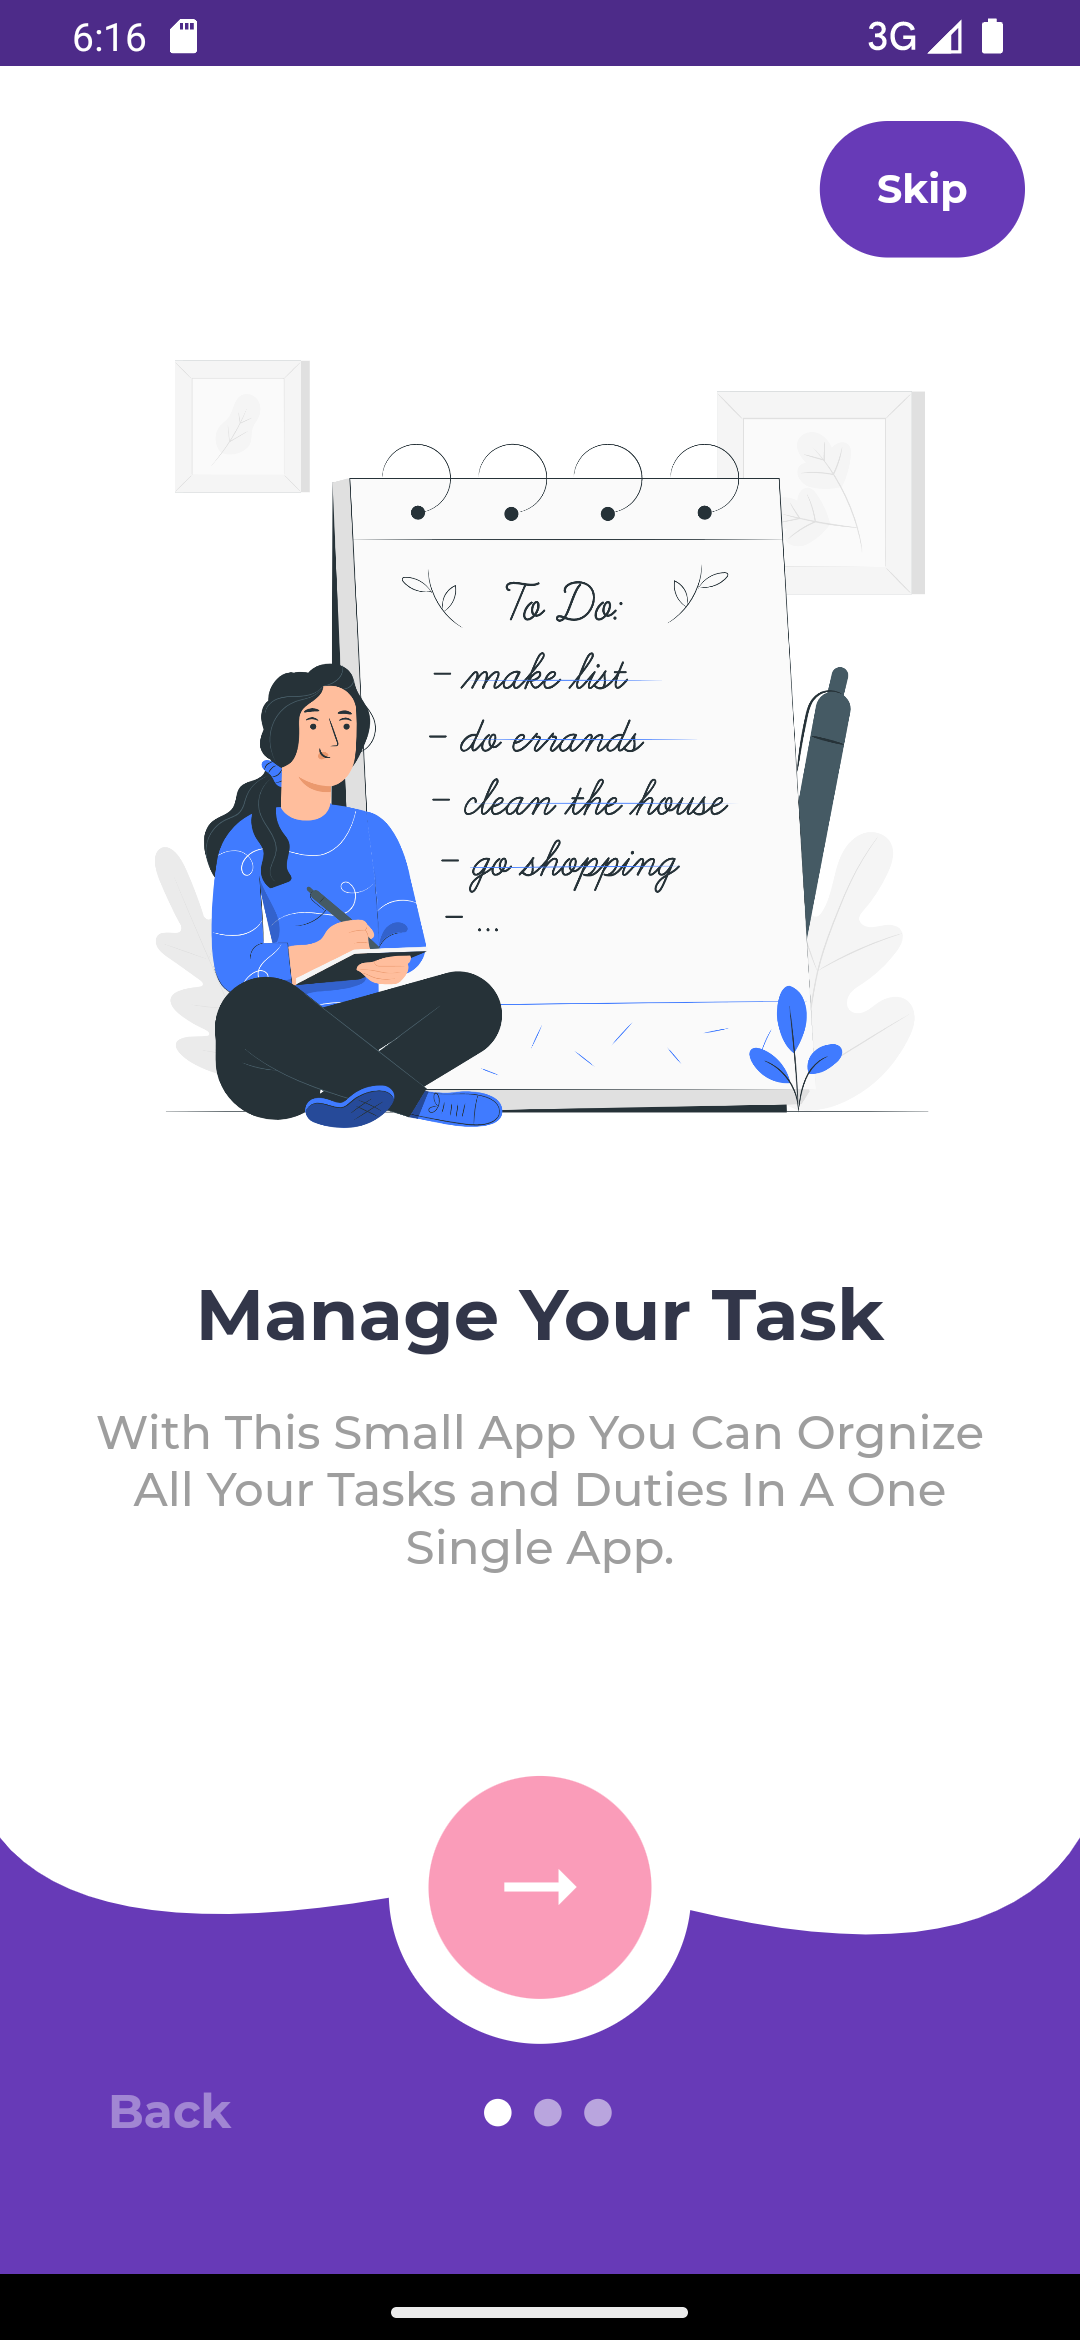 6:16
3G
Skip
To Do:
- make list
- do errands
- clean the house
- go shopping
- ...
Manage Your Task
With This Small App You Can Orgnize
All Your Tasks and Duties In A One
Single App.
Back